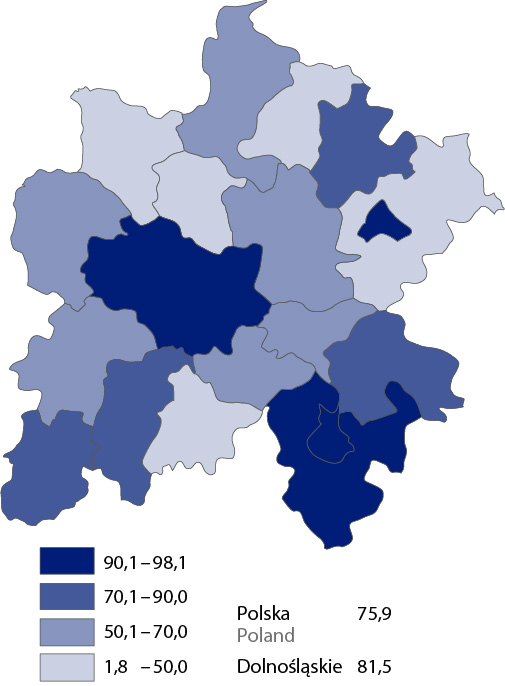 90,1–98,1
70,1–90,0
50,1–70,0
1,8 –50,0
Polska 75,9
Poland
Dolnośląskie 81,5